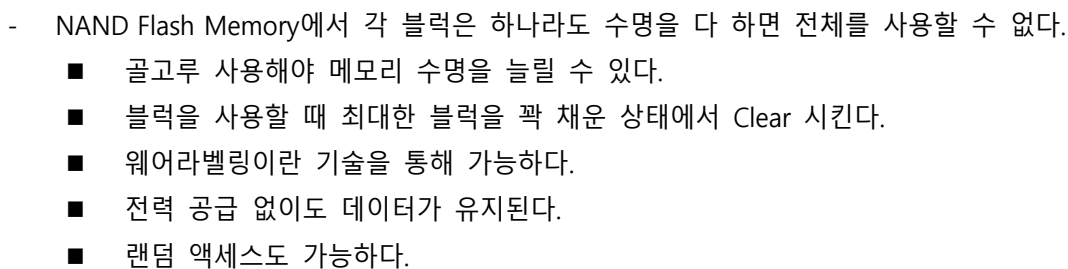 - NAND Flash Memory에서 각 블럭은 하나라도 수명을 다 하면 전체를 사용할 수 없다.
■ 골고루 사용해야 메모리 수명을 늘릴 수 있다.
■ 블럭을 사용할 때 최대한 블럭을 꽉 채운 상태에서 Clear 시킨다.
■ 웨어라벨링이란 기술을 통해 가능하다.
■ 전력 공급 없이도 데이터가 유지된다.
■ 랜덤 액세스도 가능하다.